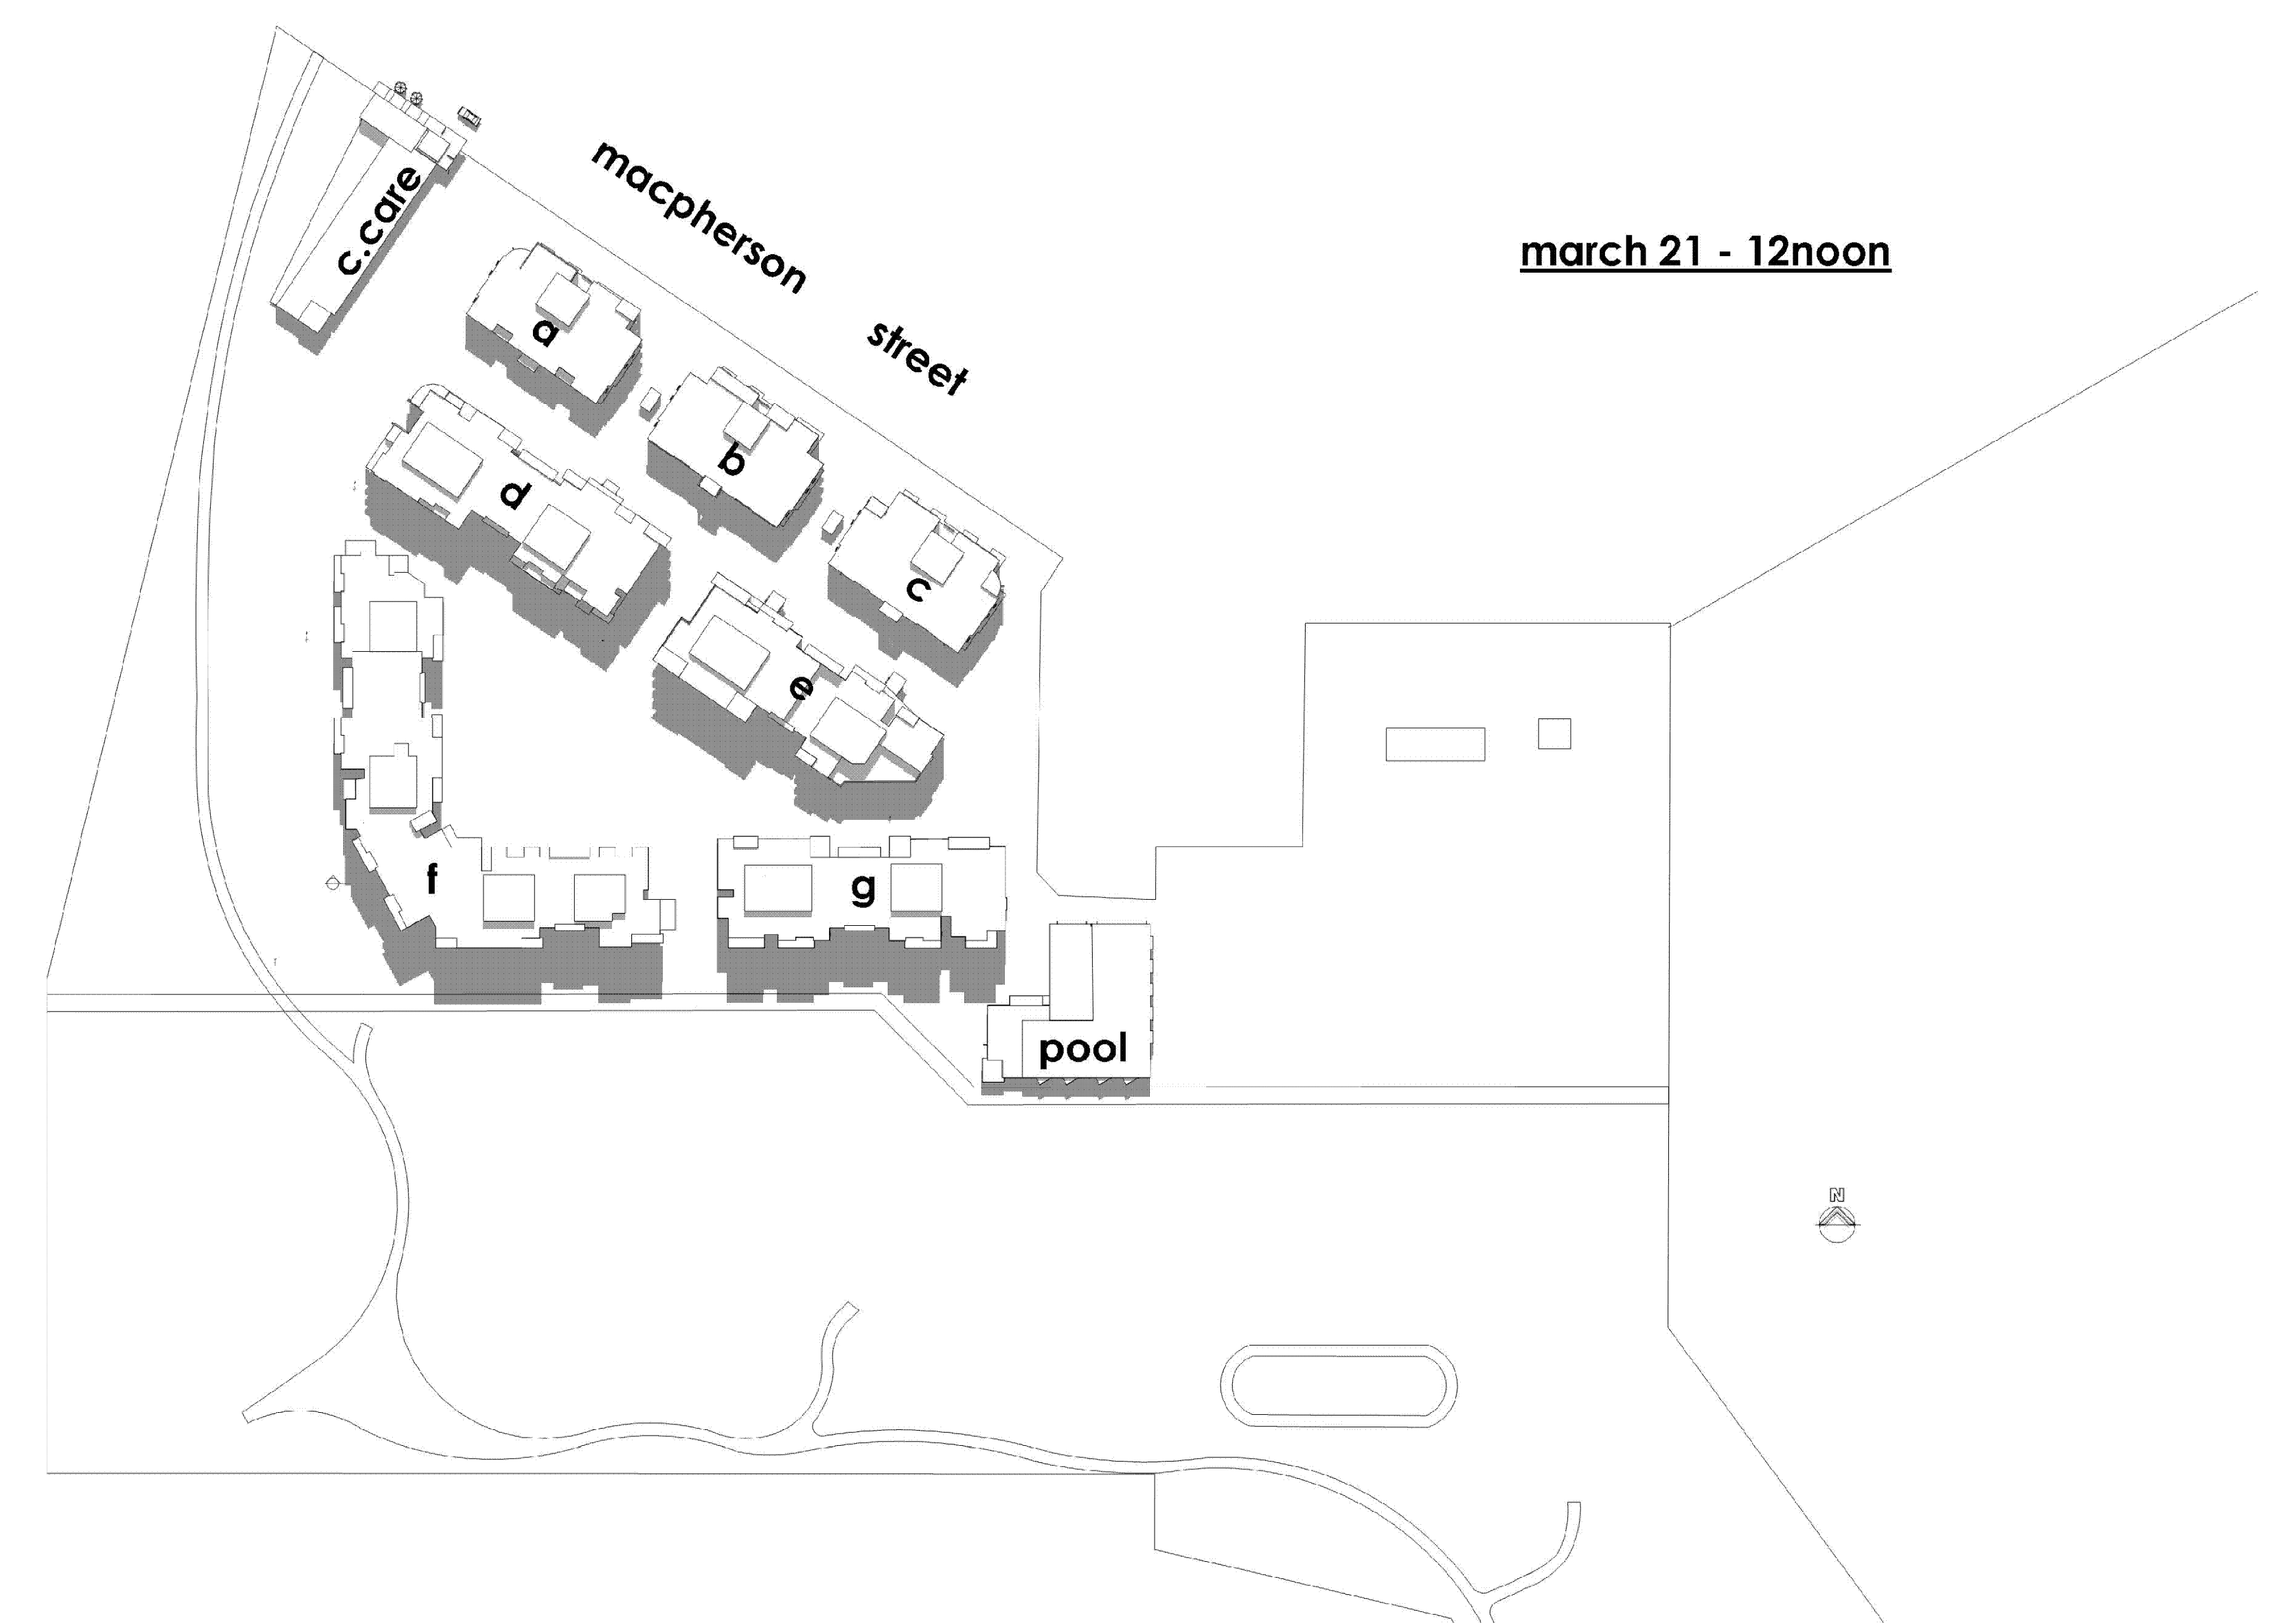 c.care
macpherson street
march 21 - 12noon
a
b
d
c
e
f
g
pool
N